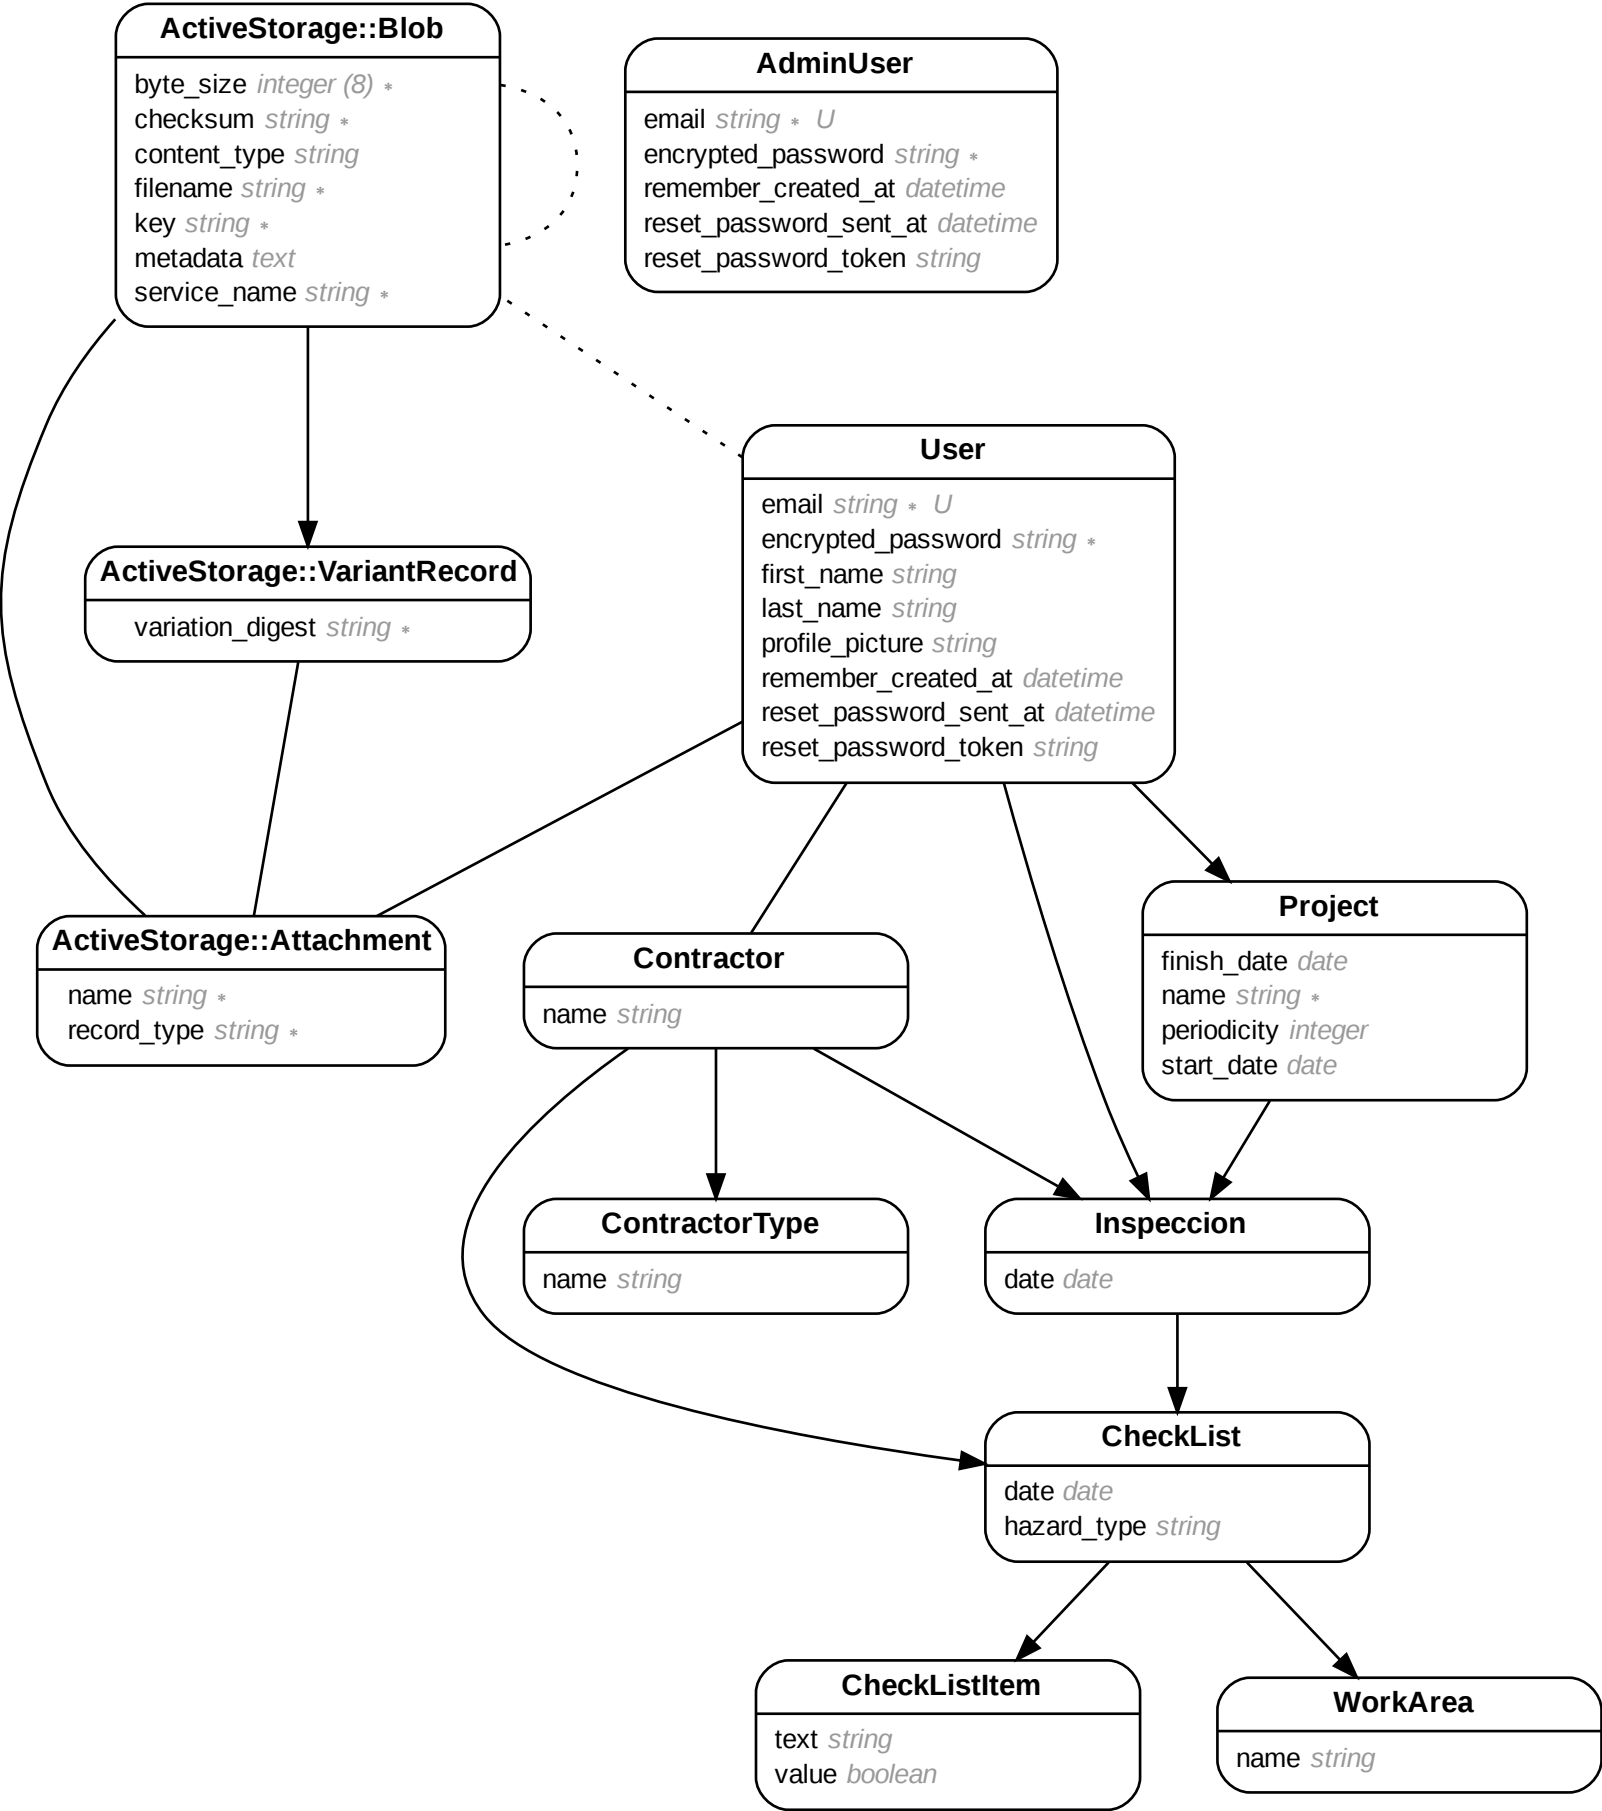 ActiveStorage::Blob
byte_size integer (8) *
checksum string *
content_type string
filename string *
key string *
metadata text
service_name string *
AdminUser
email string * U
encrypted_password string *
remember_created_at datetime
reset_password_sent_at datetime
reset_password_token string
User
email string * U
encrypted_password string *
first_name string
last_name string
profile_picture string
remember_created_at datetime
reset_password_sent_at datetime
reset_password_token string
ActiveStorage::VariantRecord
variation_digest string *
ActiveStorage::Attachment
name string *
record_type string *
Contractor
name string
Project
finish_date date
name string *
periodicity integer
start_date date
ContractorType
name string
Inspeccion
date date
CheckList
date date
hazard_type string
CheckListItem
text string
value boolean
WorkArea
name string